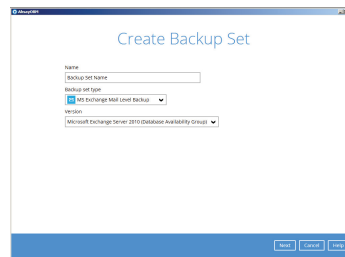 AhsayOBM
Create Backup Set
Name
Backup Set Name
Backup set type
MS Exchange Mail Level Backup
Version
Microsoft Exchange Server 2010 (Database Availability Group)
Next Cancel Help